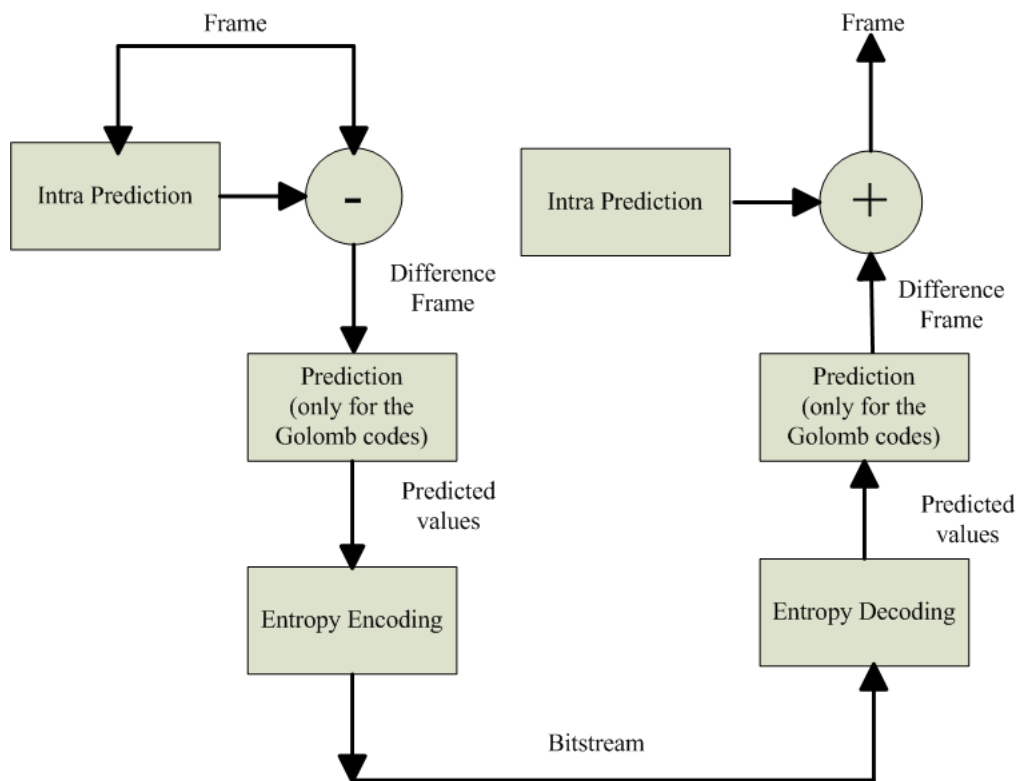 Frame
Intra Prediction
-
Difference
Frame
Prediction
(only for the
Golomb codes)
Predicted
values
Entropy Encoding
Bitstream
Frame
Intra Prediction
+
Difference
Frame
Prediction
(only for the
Golomb codes)
Predicted
values
Entropy Decoding